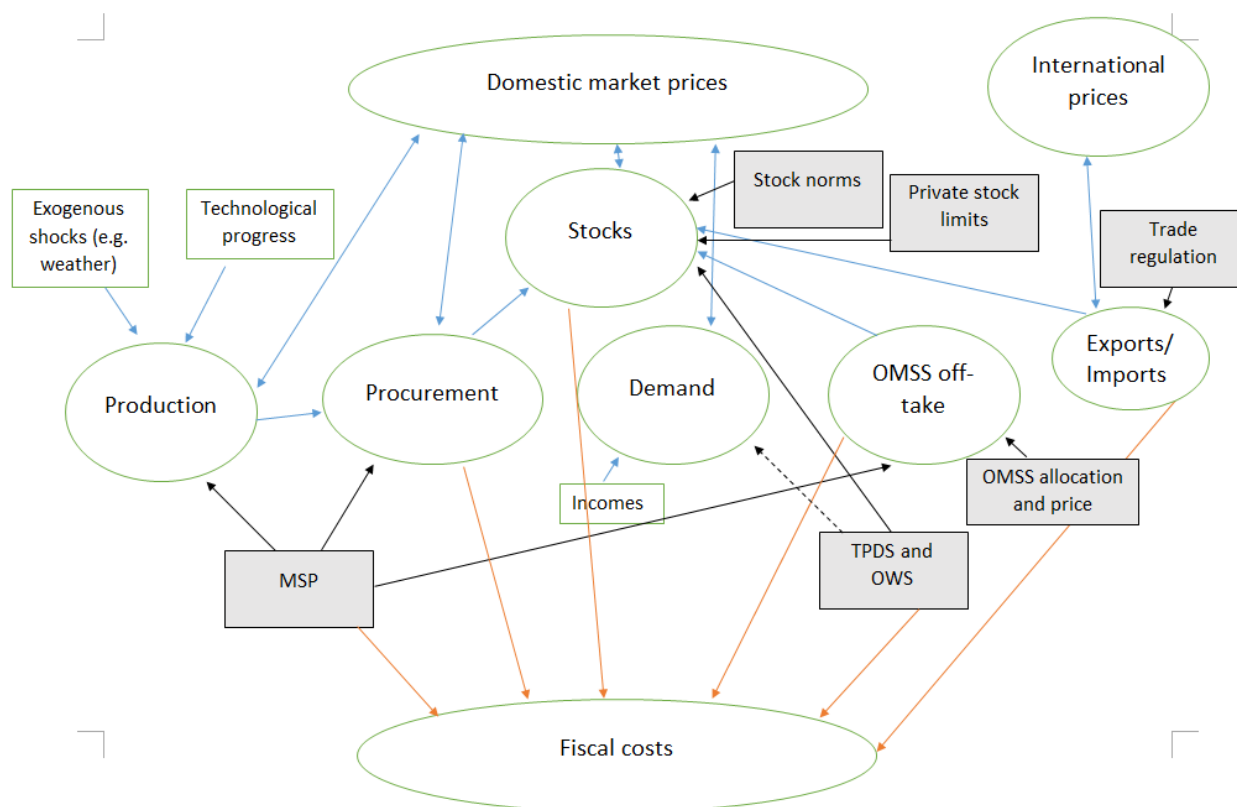 Domestic market prices
International
prices
Stock norms
Private stock
limits
Exogenous
shocks (e.g.
weather)
Technological
progress
Stocks
Trade
regulation
Production
Procurement
Demand
OMSS off-
take
Exports/
Imports
Incomes
OMSS allocation
and price
MSP
TPDS and
OWS
Fiscal costs